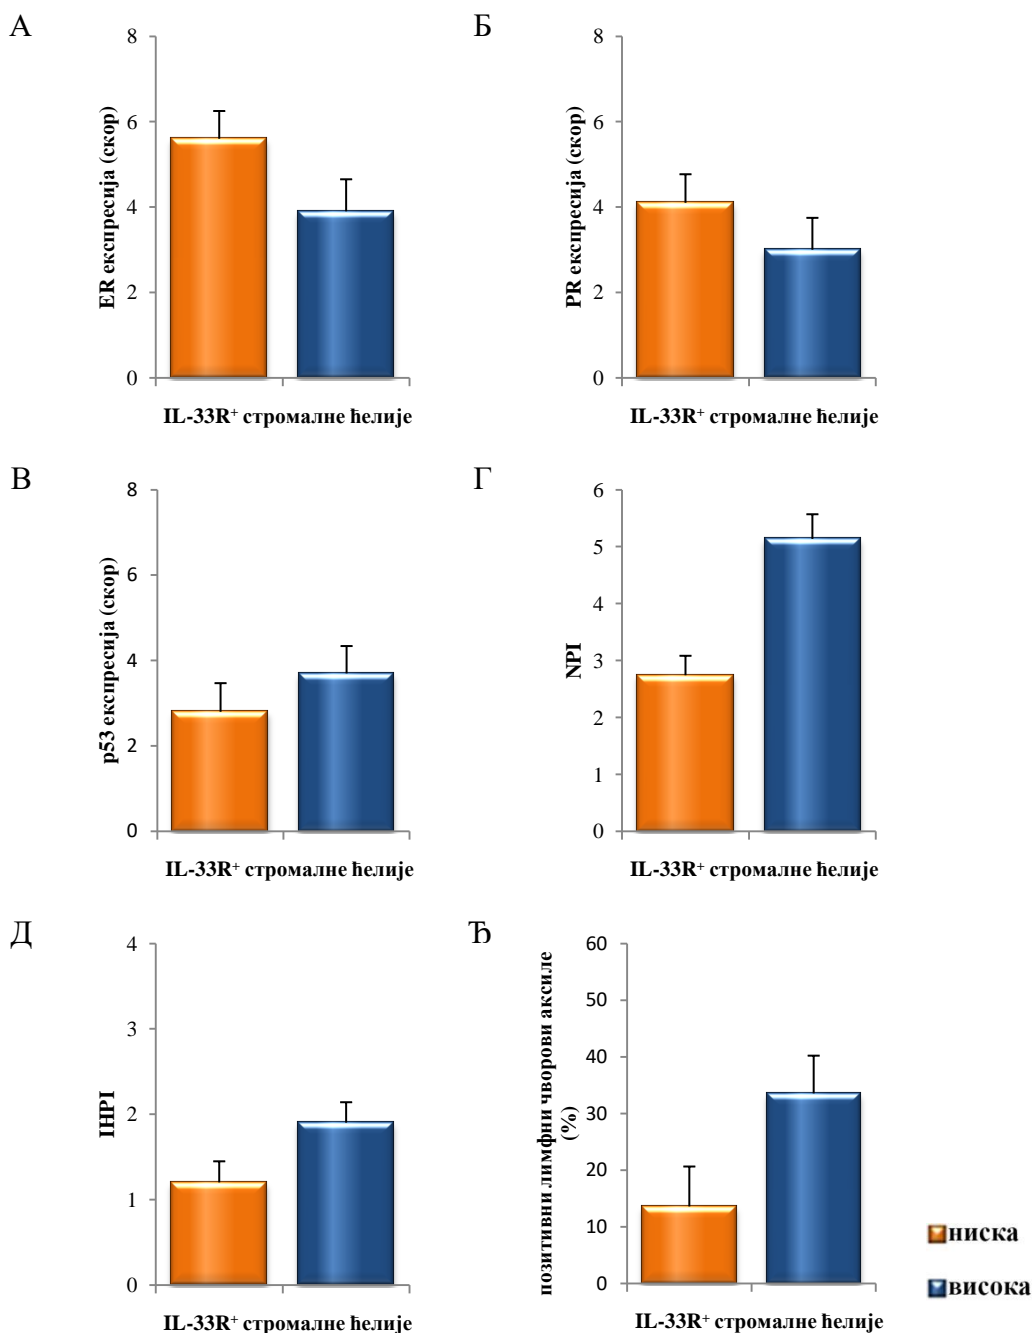 А
8
6
4
2
0
ER експресија (скор)
IL-33R⁺ стромалне ћелије
Б
8
6
4
2
0
PR експресија (скор)
IL-33R⁺ стромалне ћелије
В
8
6
4
2
0
p53 експресија (скор)
IL-33R⁺ стромалне ћелије
Г
6
5
4
3
2
1
0
NPI
IL-33R⁺ стромалне ћелије
Д
4
3
2
1
0
IHPI
IL-33R⁺ стромалне ћелије
Ђ
60
50
40
30
20
10
0
позитивни лимфни чворови аксиле
(%)
IL-33R⁺ стромалне ћелије
ниска
висока